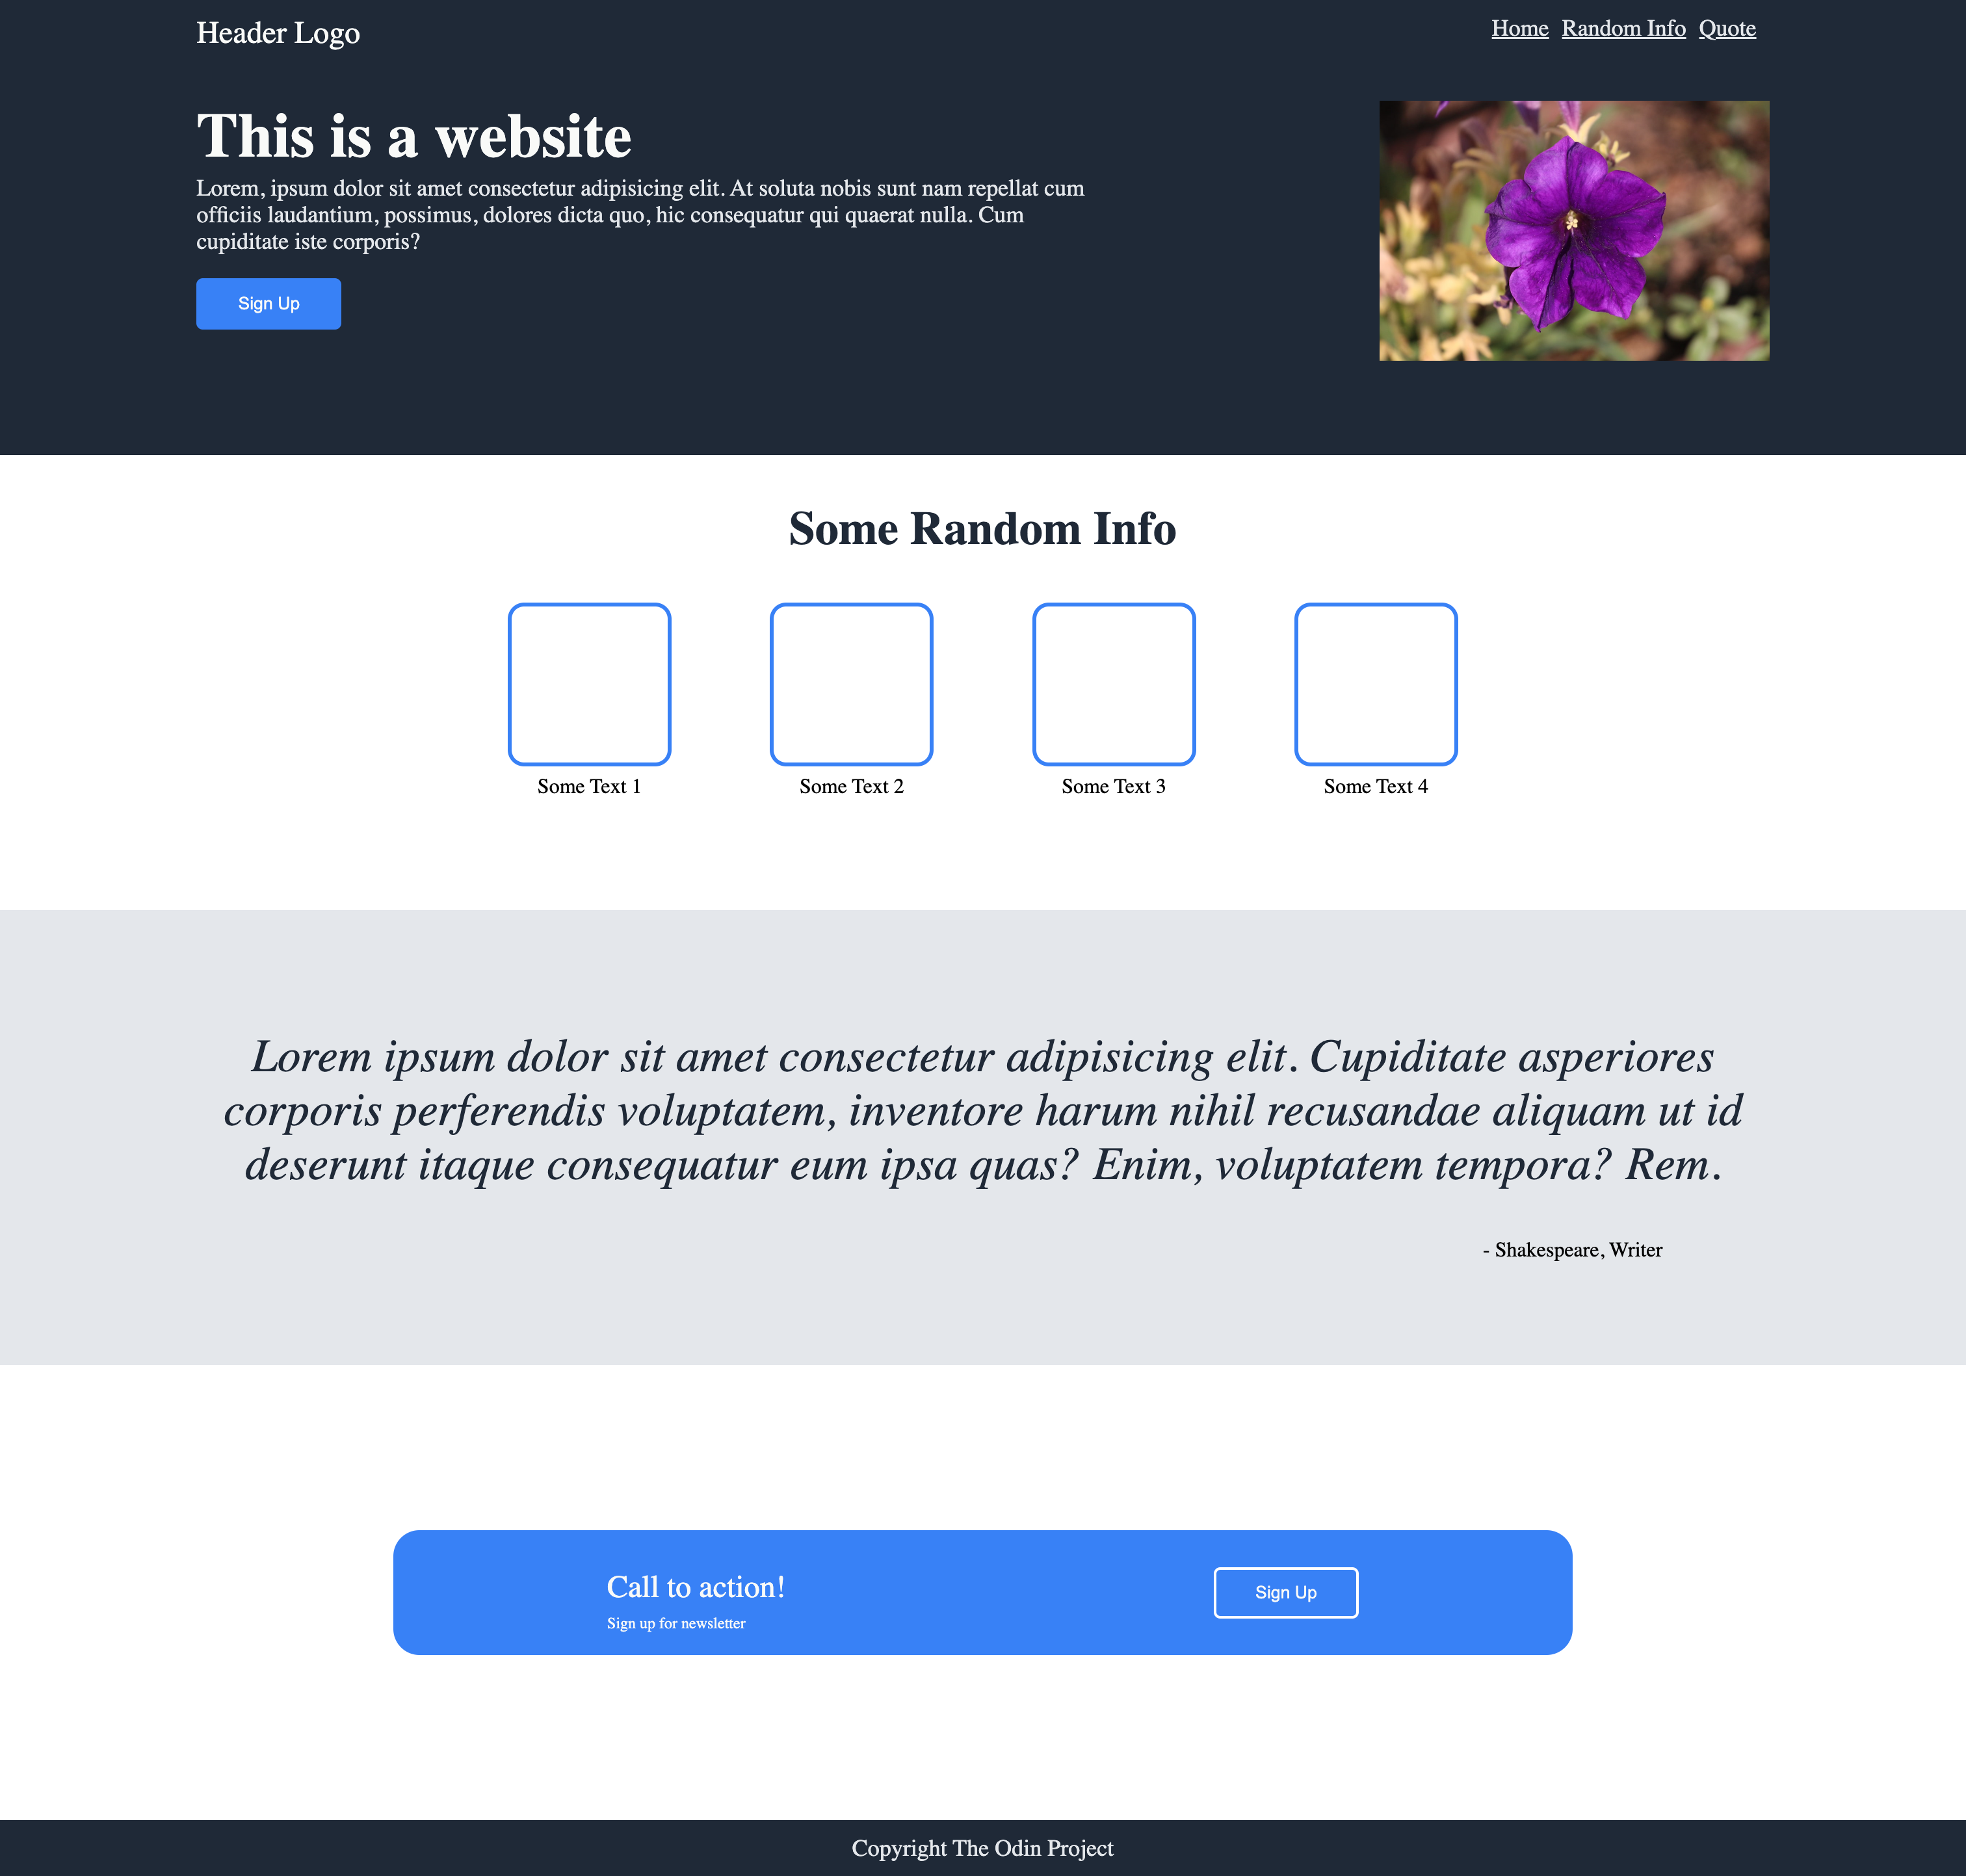 Header Logo
Home Random Info Quote
This is a website
Lorem, ipsum dolor sit amet consectetur adipisicing elit. At soluta nobis sunt nam repellat cum
officiis laudantium, possimus, dolores dicta quo, hic consequatur qui quaerat nulla. Cum
cupiditate iste corporis?
Sign Up
Some Random Info
Some Text 1
Some Text 2
Some Text 3
Some Text 4
Lorem ipsum dolor sit amet consectetur adipisicing elit. Cupiditate asperiores
corporis perferendis voluptatem, inventore harum nihil recusandae aliquam ut id
deserunt itaque consequatur eum ipsa quas? Enim, voluptatem tempora? Rem.
- Shakespeare, Writer
Call to action!
Sign up for newsletter
Sign Up
Copyright The Odin Project